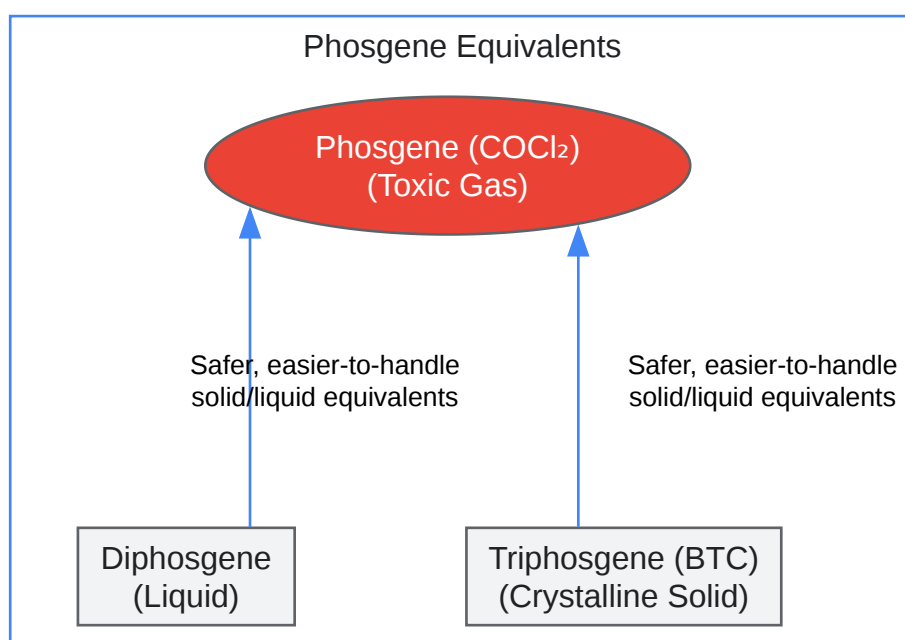 Phosgene Equivalents
Phosgene (COCl₂)
(Toxic Gas)
Safer, easier-to-handle
solid/liquid equivalents
Safer, easier-to-handle
solid/liquid equivalents
Diphosgene
(Liquid)
Triphosgene (BTC)
(Crystalline Solid)